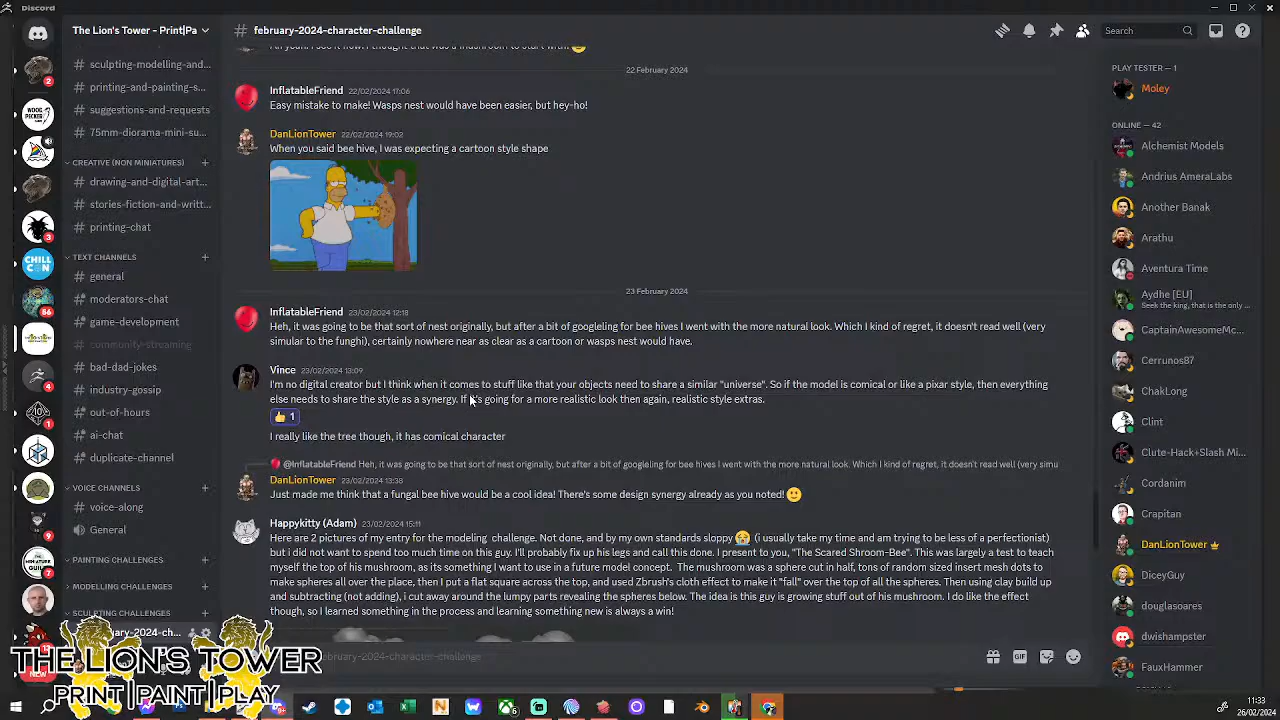 Discord
The Lion's Tower - Print|Pa
# february-2024-character-challenge
Search
sculpting-modelling-and...
printing-and-painting-s...
suggestions-and-requests
75mm-diorama-mini-su...
CREATIVE (NON MINIATURES)
drawing-and-digital-art...
stories-fiction-and-writt...
printing-chat
TEXT CHANNELS
general
moderators-chat
game-development
community-streaming
bad-dad-jokes
industry-gossip
out-of-hours
ai-chat
duplicate-channel
VOICE CHANNELS
voice-along
General
PAINTING CHALLENGES
MODELLING CHALLENGES
SCULPTING CHALLENGES
ary-2024-ch...
22 February 2024
InflatableFriend 22/02/2024 17:06
Easy mistake to make! Wasps nest would have been easier, but hey-ho!
DanLionTower 22/02/2024 19:02
When you said bee hive, I was expecting a cartoon style shape
23 February 2024
InflatableFriend 23/02/2024 12:18
Heh, it was going to be that sort of nest originally, but after a bit of googleling for bee hives I went with the more natural look. Which I kind of regret, it doesn't read well (very
similar to the funghi), certainly nowhere near as clear as a cartoon or wasps nest would have.
Vince 23/02/2024 13:09
I'm no digital creator but I think when it comes to stuff like that your objects need to share a similar "universe". So if the model is comical or like a pixar style, then everything
else needs to share the style as a synergy. If it's going for a more realistic look then again, realistic style extras.
1
I really like the tree though, it has comical character
@InflatableFriend Heh, it was going to be that sort of nest originally, but after a bit of googleling for bee hives I went with the more natural look. Which I kind of regret, it doesn't read well (very simu
DanLionTower 23/02/2024 13:38
Just made me think that a fungal bee hive would be a cool idea! There's some design synergy already as you noted!
Happykitty (Adam) 23/02/2024 15:11
Here are 2 pictures of my entry for the modeling challenge. Not done, and by my own standards sloppy (i usually take my time and am trying to be less of a perfectionist)
but i did not want to spend too much time on this guy. I'll probably fix up his legs and call this done. I present to you, "The Scared Shroom-Bee". This was largely a test to teach
myself the top of his mushroom, as its something I want to use in a future model concept. The mushroom was a sphere cut in half, tons of random sized insert mesh dots to
make spheres all over the place, then I put a flat square across the top, and used Zbrush's cloth effect to make it "fall" over the top of all the spheres. Then using clay build up
and subtracting (not adding), I cut away around the lumpy parts revealing the spheres below. The idea is this guy is growing stuff out of his mushroom. I do like the effect
though, so I learned something in the process and learning something new is always a win!
ebruary-2024-character-challenge
GIF
PLAY TESTER — 1
Moley
ONLINE — 42
Alchemist Models
Andrius AmeraLabs
Another Banak
Arathu
Aventura Time
Aydhe [EU]
Seek the king, that is the only ...
CaptainAwesomeMc...
Cerrunos87
ChakLong
Clint
Clute-Hack+Slash Mi...
Cordanim
Crapitan
DanLionTower
DiceyGuy
douglasoares
dwishampster
FauxHammer
THE LION'S TOWER
PRINT|PAINT|PLAY
11:33
26/02/2024